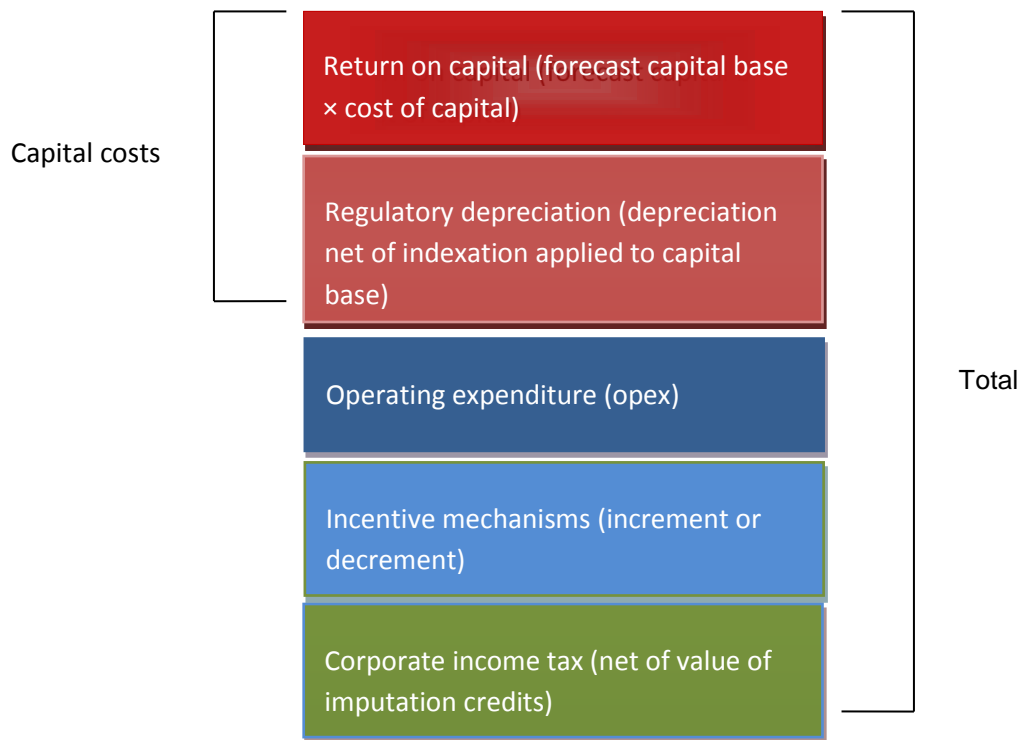 Return on capital (forecast capital base
× cost of capital)
Capital costs
Regulatory depreciation (depreciation
net of indexation applied to capital
base)
Operating expenditure (opex)
Total
Incentive mechanisms (increment or
decrement)
Corporate income tax (net of value of
imputation credits)